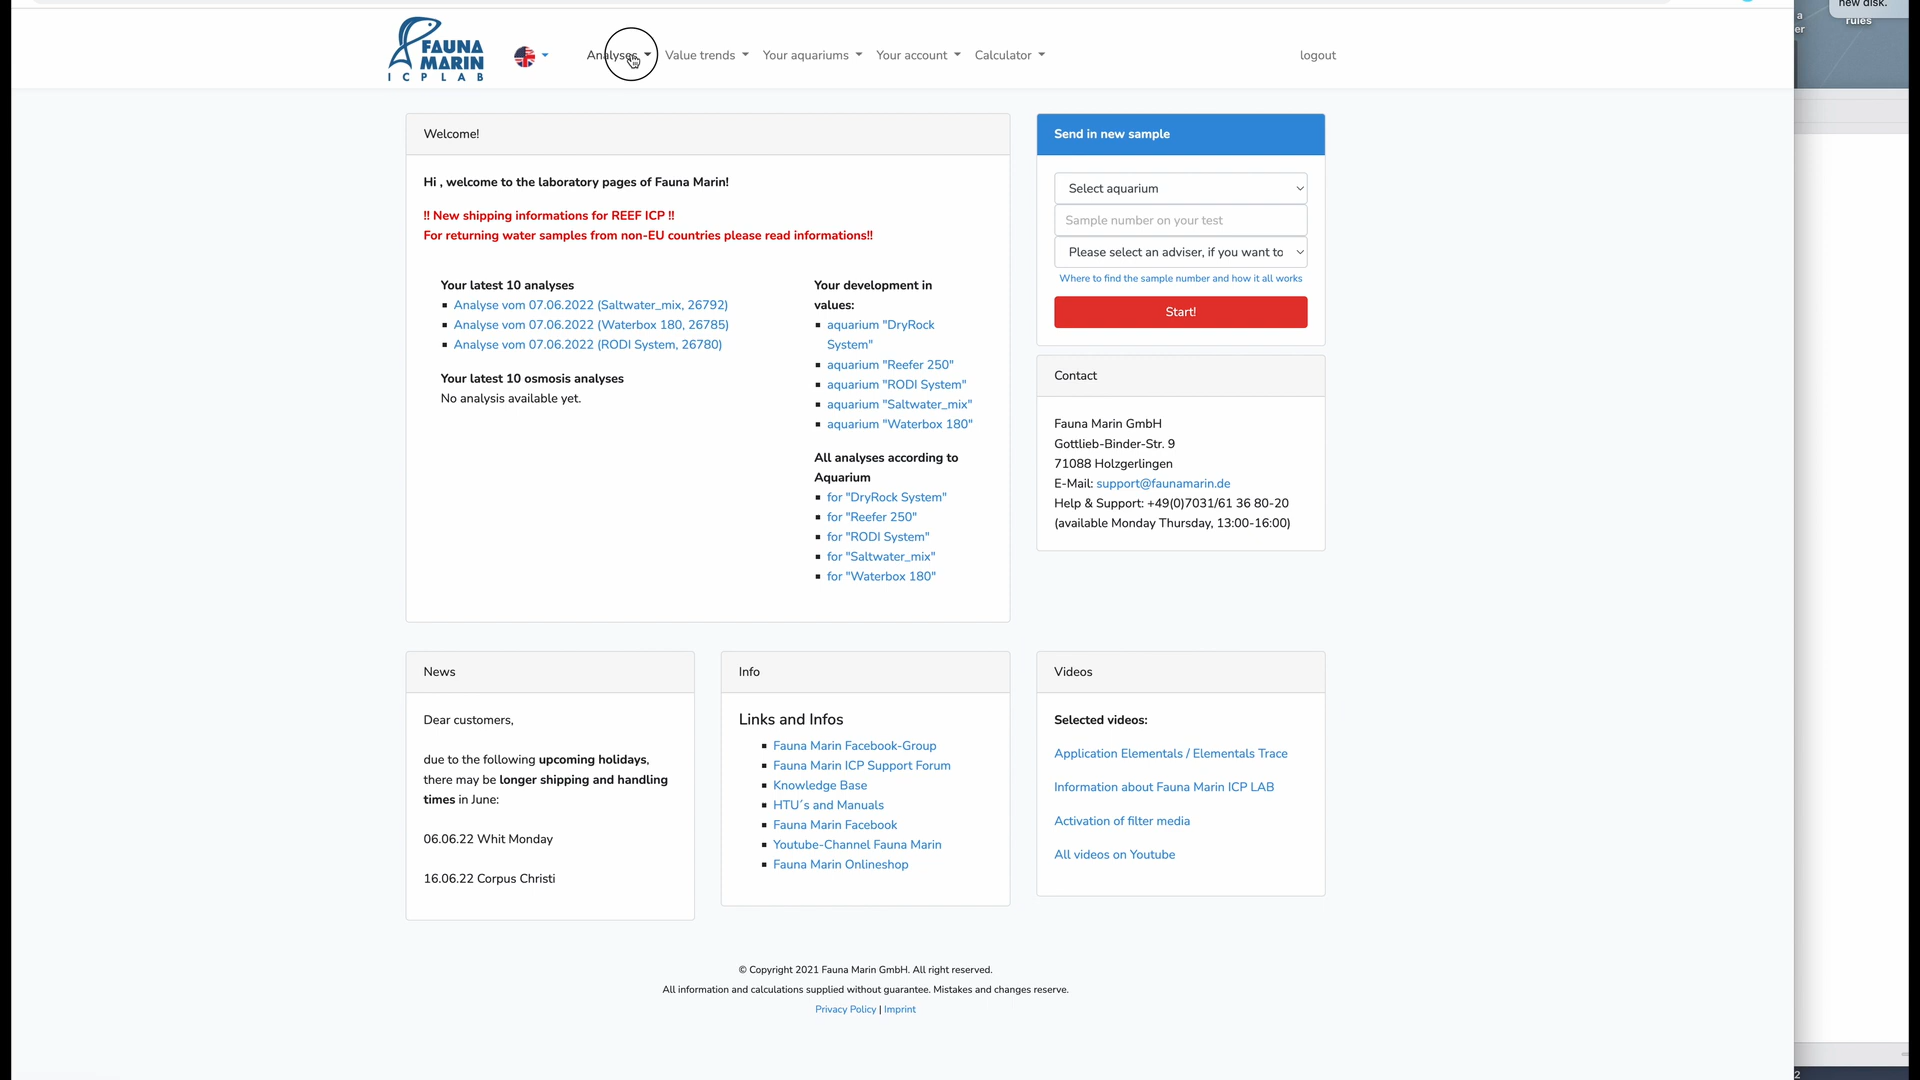 new disk.
a
rules
er
FAUNA
MARIN
ICPLAB
Analyses
Value trends
Your aquariums
Your account
Calculator
logout
Welcome!
Hi , welcome to the laboratory pages of Fauna Marin!
!! New shipping informations for REEF ICP !!
For returning water samples from non-EU countries please read informations!!
Your latest 10 analyses
Analyse vom 07.06.2022 (Saltwater_mix, 26792)
Analyse vom 07.06.2022 (Waterbox 180, 26785)
Analyse vom 07.06.2022 (RODI System, 26780)
Your latest 10 osmosis analyses
No analysis available yet.
Your development in
values:
aquarium "DryRock
System"
aquarium "Reefer 250"
aquarium "RODI System"
aquarium "Saltwater_mix"
aquarium "Waterbox 180"
All analyses according to
Aquarium
for "DryRock System"
for "Reefer 250"
for "RODI System"
for "Saltwater_mix"
for "Waterbox 180"
Send in new sample
Select aquarium
Sample number on your test
Please select an adviser, if you want to
Where to find the sample number and how it all works
Start!
Contact
Fauna Marin GmbH
Gottlieb-Binder-Str. 9
71088 Holzgerlingen
E-Mail: support@faunamarin.de
Help & Support: +49(0)7031/61 36 80-20
(available Monday Thursday, 13:00-16:00)
News
Dear customers,
due to the following upcoming holidays,
there may be longer shipping and handling
times in June:
06.06.22 Whit Monday
16.06.22 Corpus Christi
Info
Links and Infos
Fauna Marin Facebook-Group
Fauna Marin ICP Support Forum
Knowledge Base
HTU´s and Manuals
Fauna Marin Facebook
Youtube-Channel Fauna Marin
Fauna Marin Onlineshop
Videos
Selected videos:
Application Elementals / Elementals Trace
Information about Fauna Marin ICP LAB
Activation of filter media
All videos on Youtube
© Copyright 2021 Fauna Marin GmbH. All right reserved.
All information and calculations supplied without guarantee. Mistakes and changes reserve.
Privacy Policy | Imprint
2